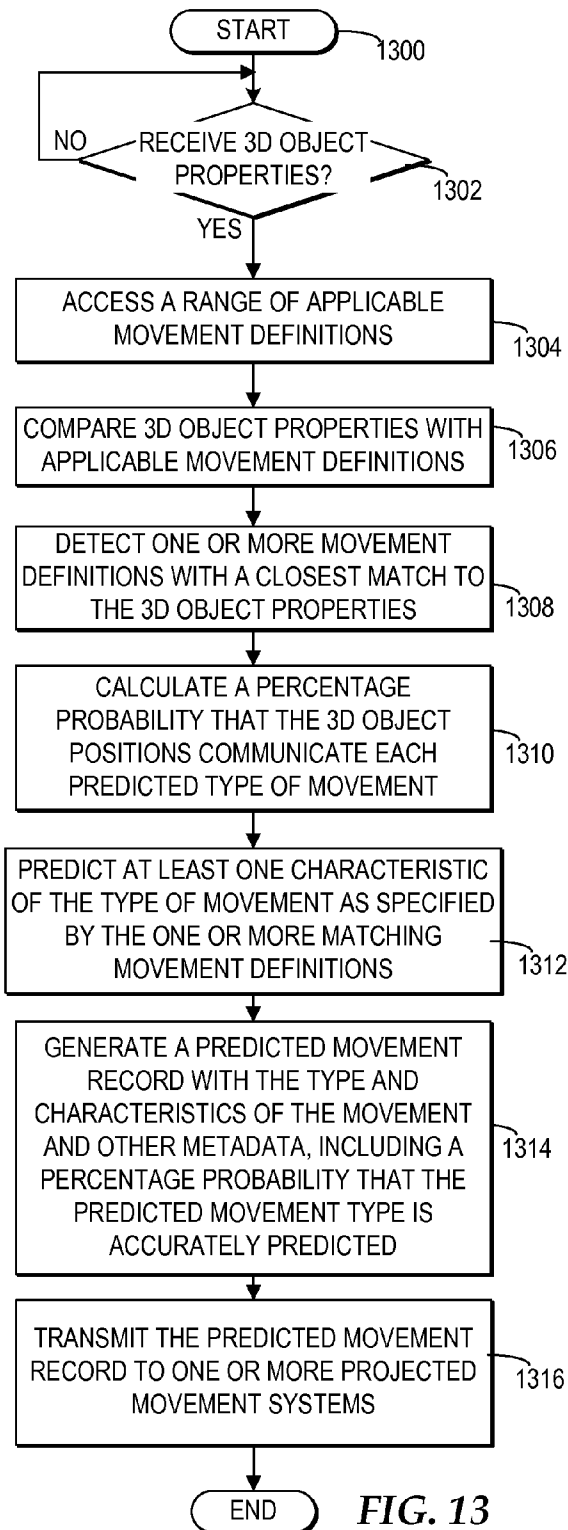 START
1300
NO
RECEIVE 3D OBJECT
PROPERTIES?
1302
YES
ACCESS A RANGE OF APPLICABLE
MOVEMENT DEFINITIONS
1304
COMPARE 3D OBJECT PROPERTIES WITH
APPLICABLE MOVEMENT DEFINITIONS
1306
DETECT ONE OR MORE MOVEMENT
DEFINITIONS WITH A CLOSEST MATCH TO
THE 3D OBJECT PROPERTIES
1308
CALCULATE A PERCENTAGE
PROBABILITY THAT THE 3D OBJECT
POSITIONS COMMUNICATE EACH
PREDICTED TYPE OF MOVEMENT
1310
PREDICT AT LEAST ONE CHARACTERISTIC
OF THE TYPE OF MOVEMENT AS SPECIFIED
BY THE ONE OR MORE MATCHING
MOVEMENT DEFINITIONS
1312
GENERATE A PREDICTED MOVEMENT
RECORD WITH THE TYPE AND
CHARACTERISTICS OF THE MOVEMENT
AND OTHER METADATA, INCLUDING A
PERCENTAGE PROBABILITY THAT THE
PREDICTED MOVEMENT TYPE IS
ACCURATELY PREDICTED
1314
TRANSMIT THE PREDICTED MOVEMENT
RECORD TO ONE OR MORE PROJECTED
MOVEMENT SYSTEMS
1316
END
FIG. 13